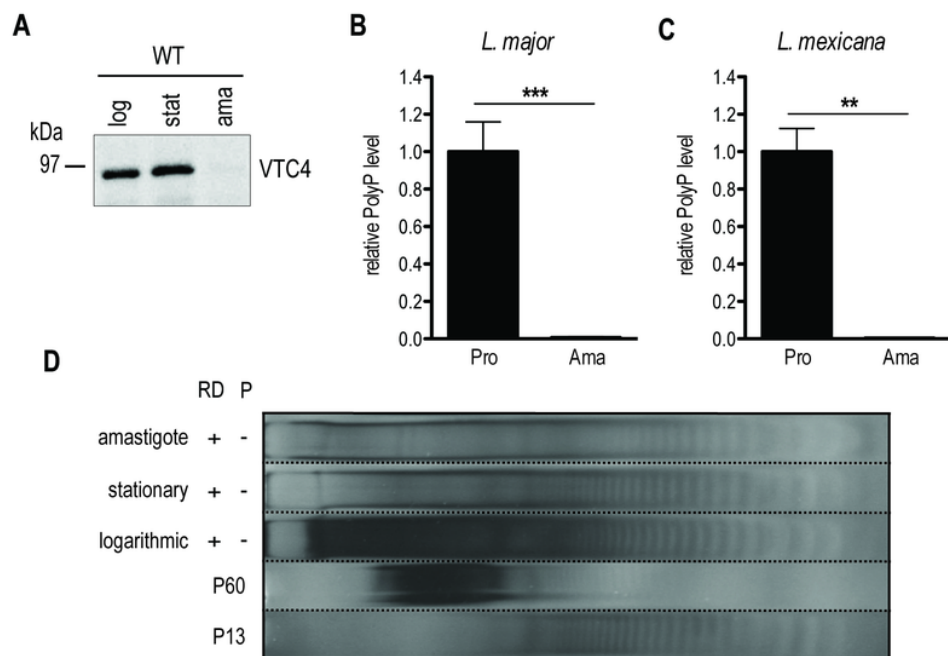 A
WT
log stat ama
kDa
97
VTC4
B
L. major
relative PolyP level
1.4
1.2
1.0
0.8
0.6
0.4
0.2
0.0
***
Pro Ama
C
L. mexicana
relative PolyP level
1.4
1.2
1.0
0.8
0.6
0.4
0.2
0.0
**
Pro Ama
D
RD P
amastigote + -
stationary + -
logarithmic + -
P60
P13